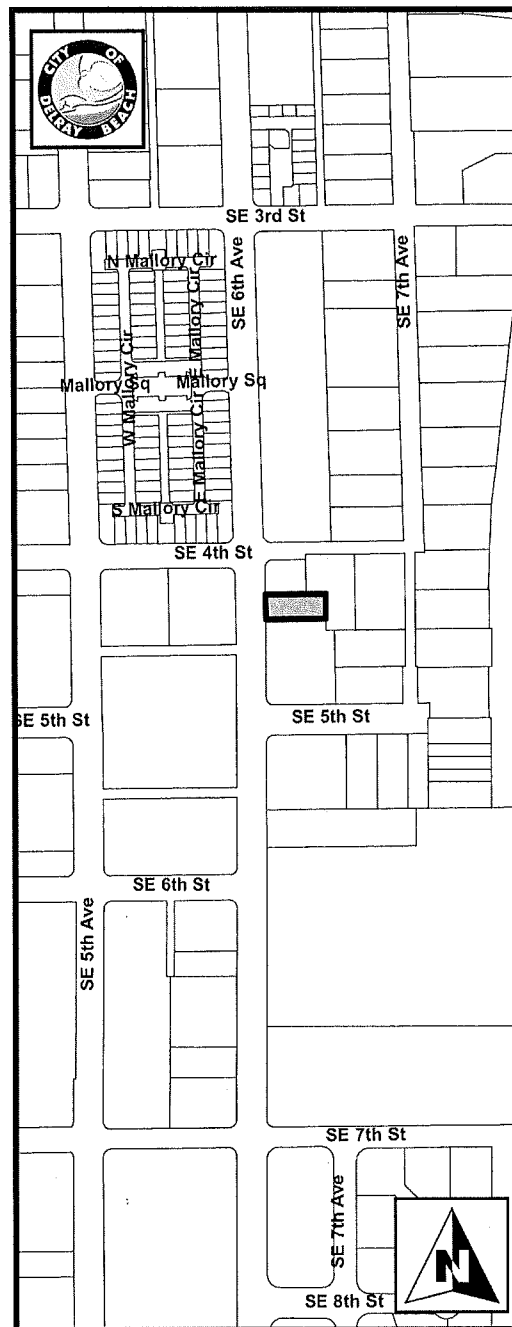 CITY OF
DELRAY BEACH
SE 3rd St
N Mallory Cir
SE 6th Ave
SE 7th Ave
W Mallory Cir
E Mallory Cir
Mallory Sq
Mallory Sq
E Mallory Cir
S Mallory Cir
SE 4th St
SE 5th St
SE 5th St
SE 6th St
SE 5th Ave
SE 7th St
SE 7th Ave
N
SE 8th St